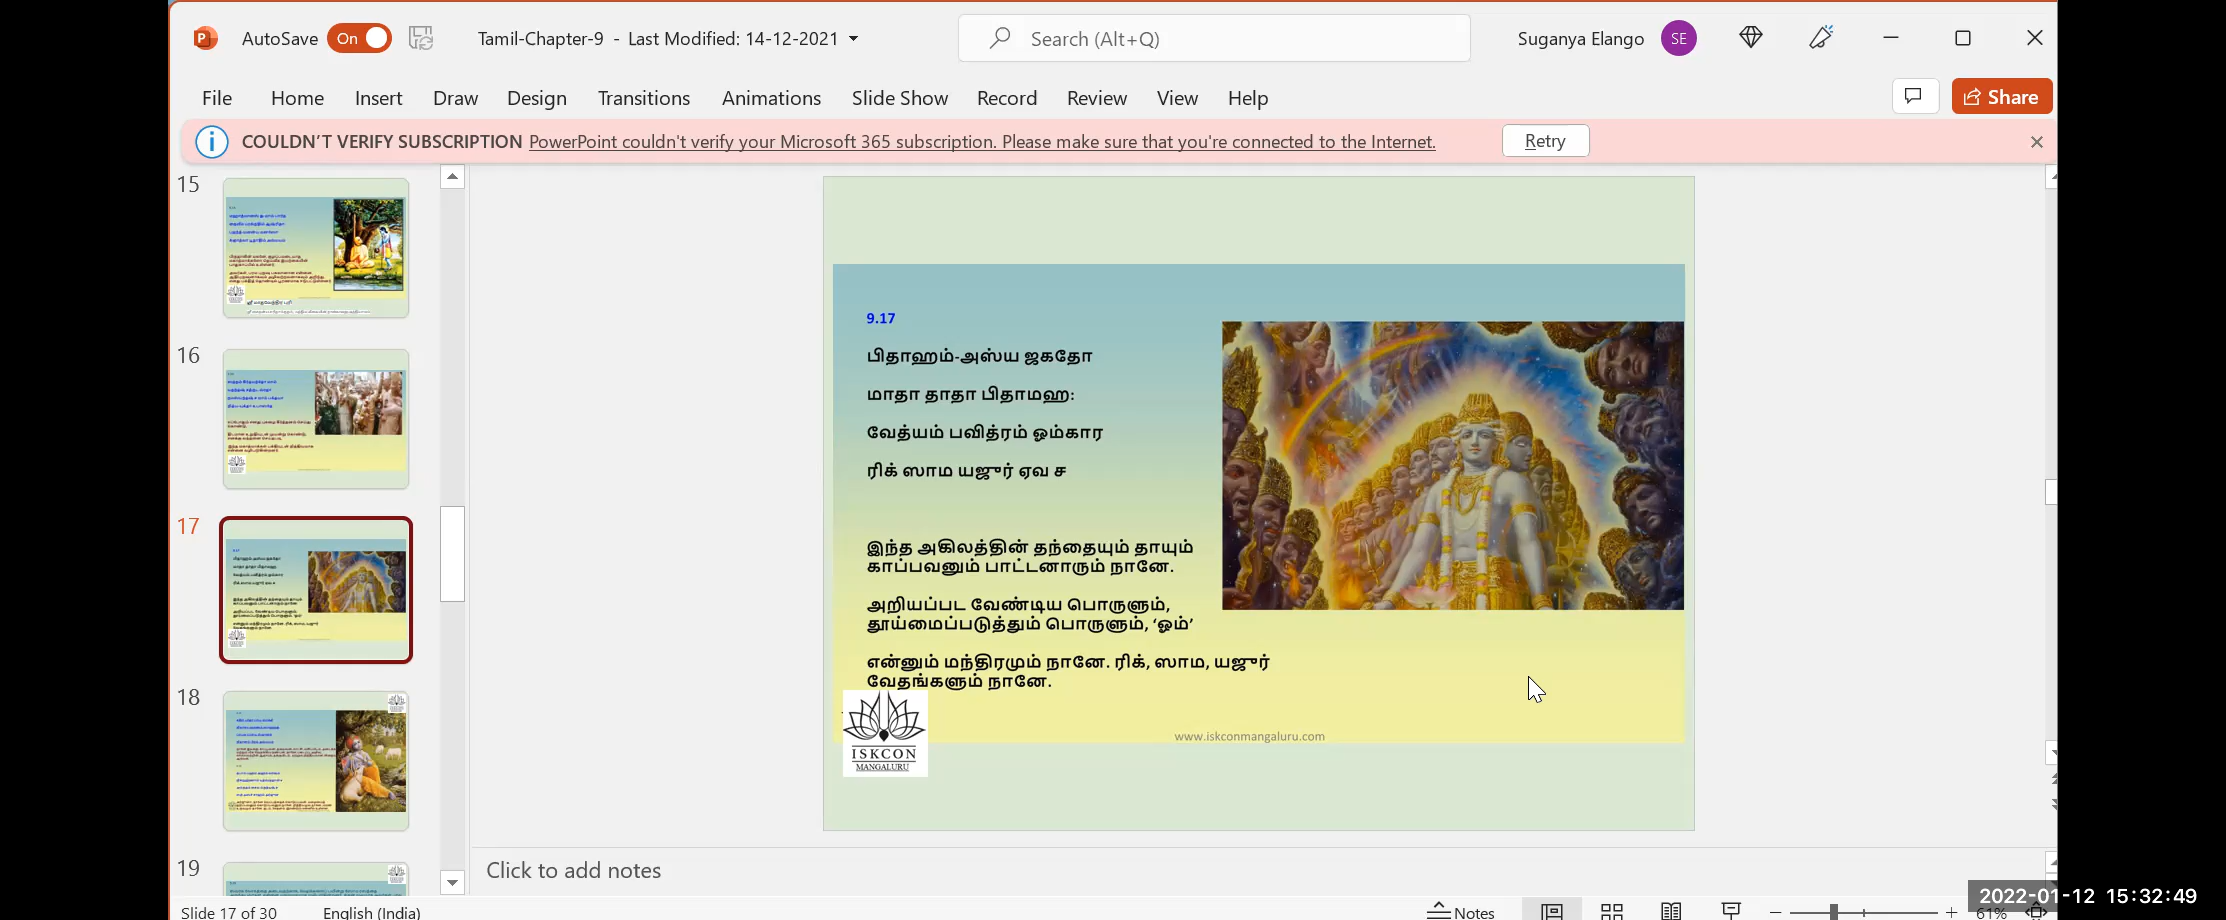 AutoSave On Tamil-Chapter-9 - Last Modified: 14-12-2021 Search (Alt+Q) Suganya Elango SE
File Home Insert Draw Design Transitions Animations Slide Show Record Review View Help Share
COULDN'T VERIFY SUBSCRIPTION PowerPoint couldn't verify your Microsoft 365 subscription. Please make sure that you're connected to the Internet. Retry
15
16
17
18
19
9.17
பிதாஹம்-அஸ்ய ஜகதோ
மாதா தாதா பிதாமஹ:
வேத்யம் பவித்ரம் ஓம்கார
ரிக் ஸாம யஜுர் ஏவ ச
இந்த அகிலத்தின் தந்தையும் தாயும்
காப்பவனும் பாட்டனாரும் நானே.
அறியப்பட வேண்டிய பொருளும்,
தூய்மைப்படுத்தும் பொருளும், ‘ஓம்’
என்னும் மந்திரமும் நானே. ரிக், ஸாம, யஜுர்
வேதங்களும் நானே.
ISKCON
MANGALURU
www.iskconmangaluru.com
Click to add notes
2022-01-12 15:32:49
Slide 17 of 30 English (India) Notes 61%